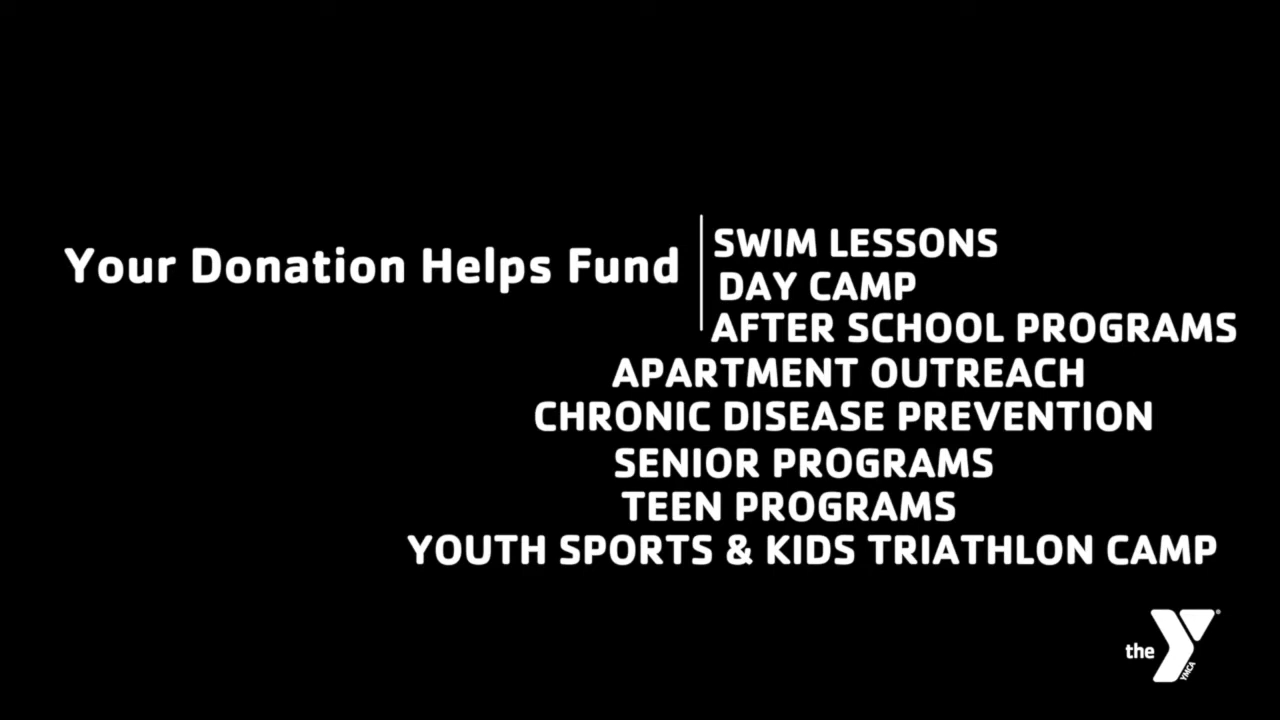 Your Donation Helps Fund
SWIM LESSONS
DAY CAMP
AFTER SCHOOL PROGRAMS
APARTMENT OUTREACH
CHRONIC DISEASE PREVENTION
SENIOR PROGRAMS
TEEN PROGRAMS
YOUTH SPORTS & KIDS TRIATHLON CAMP
the Y®
YMCA